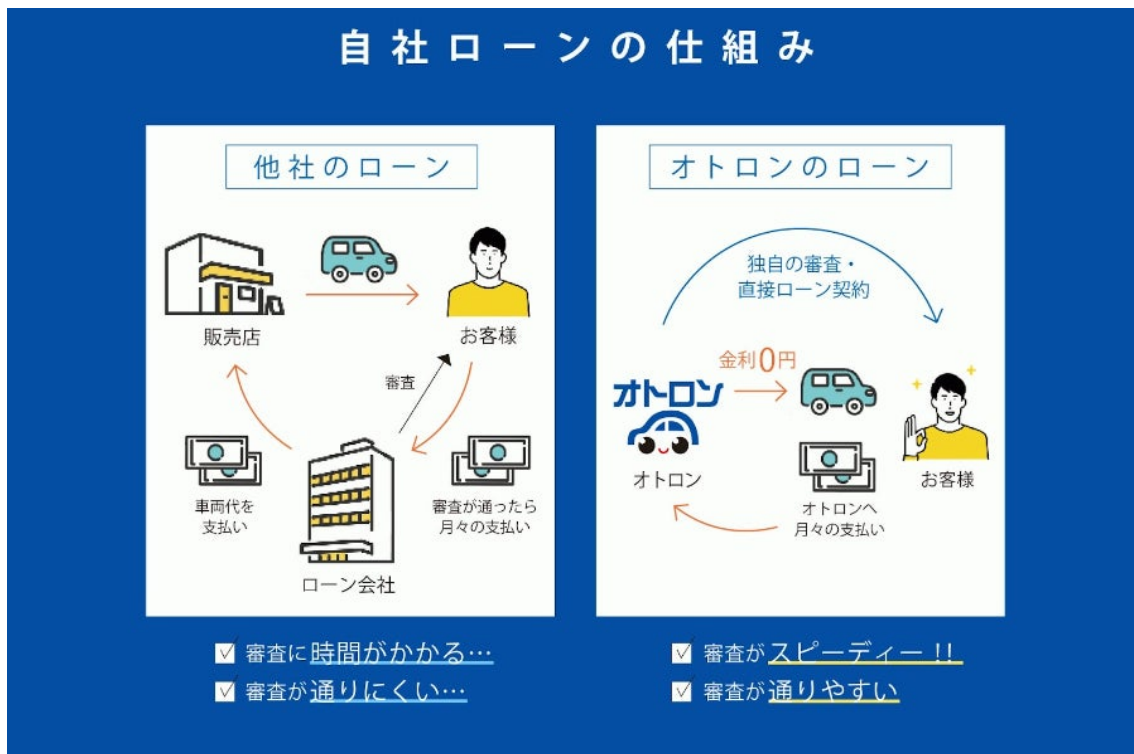 自社ローンの仕組み
他社のローン
販売店
お客様
審査
車両代を
支払い
審査が通ったら
月々の支払い
ローン会社
審査に時間がかかる…
審査が通りにくい…
オトロンのローン
独自の審査・
直接ローン契約
金利0円
オトロン
オトロン
お客様
オトロンへ
月々の支払い
審査がスピーディー!!
審査が通りやすい